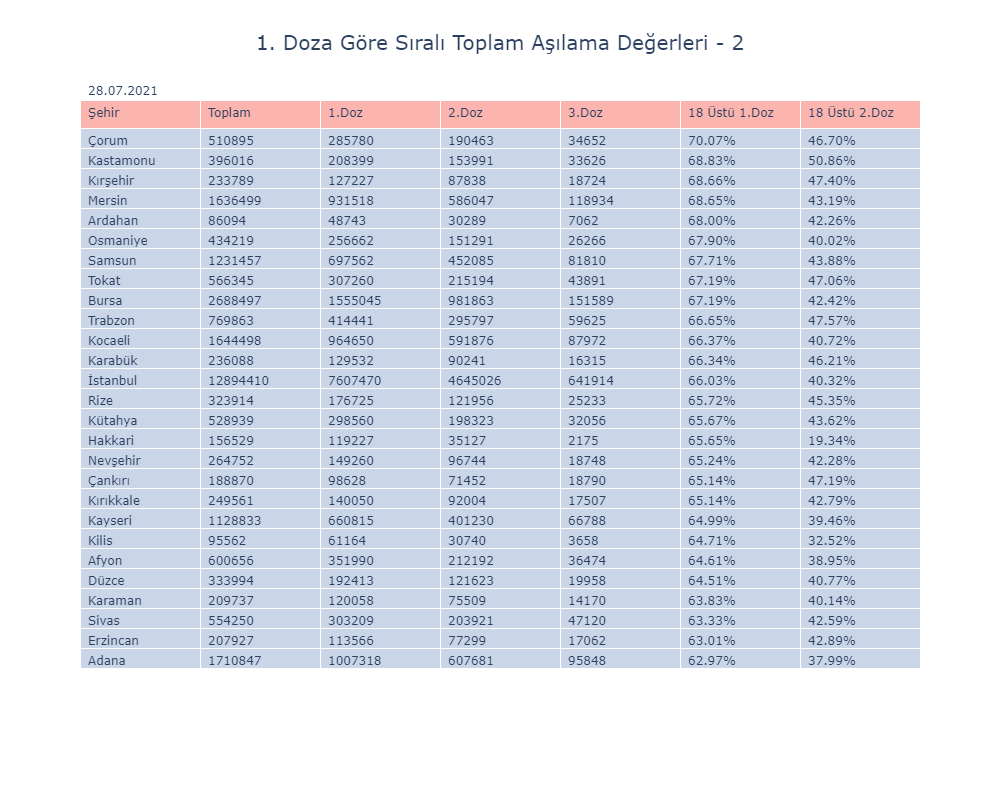 1. Doza Göre Sıralı Toplam Aşılama Değerleri - 2
28.07.2021
Şehir Toplam 1.Doz 2.Doz 3.Doz 18 Üstü 1.Doz 18 Üstü 2.Doz
Çorum 510895 285780 190463 34652 70.07% 46.70%
Kastamonu 396016 208399 153991 33626 68.83% 50.86%
Kırşehir 233789 127227 87838 18724 68.66% 47.40%
Mersin 1636499 931518 586047 118934 68.65% 43.19%
Ardahan 86094 48743 30289 7062 68.00% 42.26%
Osmaniye 434219 256662 151291 26266 67.90% 40.02%
Samsun 1231457 697562 452085 81810 67.71% 43.88%
Tokat 566345 307260 215194 43891 67.19% 47.06%
Bursa 2688497 1555045 981863 151589 67.19% 42.42%
Trabzon 769863 414441 295797 59625 66.65% 47.57%
Kocaeli 1644498 964650 591876 87972 66.37% 40.72%
Karabük 236088 129532 90241 16315 66.34% 46.21%
İstanbul 12894410 7607470 4645026 641914 66.03% 40.32%
Rize 323914 176725 121956 25233 65.72% 45.35%
Kütahya 528939 298560 198323 32056 65.67% 43.62%
Hakkari 156529 119227 35127 2175 65.65% 19.34%
Nevşehir 264752 149260 96744 18748 65.24% 42.28%
Çankırı 188870 98628 71452 18790 65.14% 47.19%
Kırıkkale 249561 140050 92004 17507 65.14% 42.79%
Kayseri 1128833 660815 401230 66788 64.99% 39.46%
Kilis 95562 61164 30740 3658 64.71% 32.52%
Afyon 600656 351990 212192 36474 64.61% 38.95%
Düzce 333994 192413 121623 19958 64.51% 40.77%
Karaman 209737 120058 75509 14170 63.83% 40.14%
Sivas 554250 303209 203921 47120 63.33% 42.59%
Erzincan 207927 113566 77299 17062 63.01% 42.89%
Adana 1710847 1007318 607681 95848 62.97% 37.99%